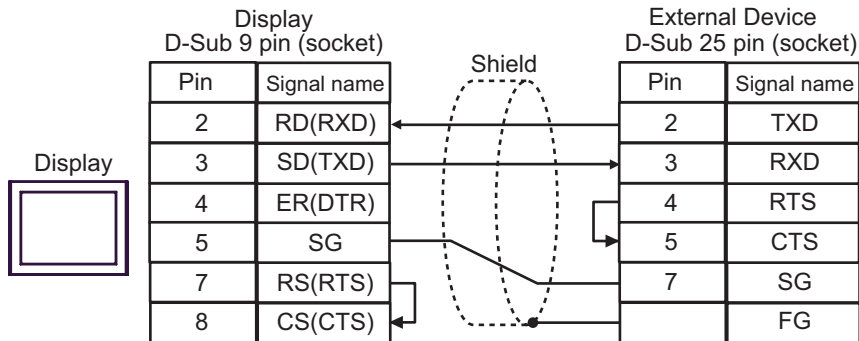 Display
D-Sub 9 pin (socket)
External Device
D-Sub 25 pin (socket)
Shield
Pin Signal name
Pin Signal name
2 RD(RXD)
2 TXD
3 SD(TXD)
3 RXD
Display
4 ER(DTR)
4 RTS
5 SG
5 CTS
7 RS(RTS)
7 SG
8 CS(CTS)
FG